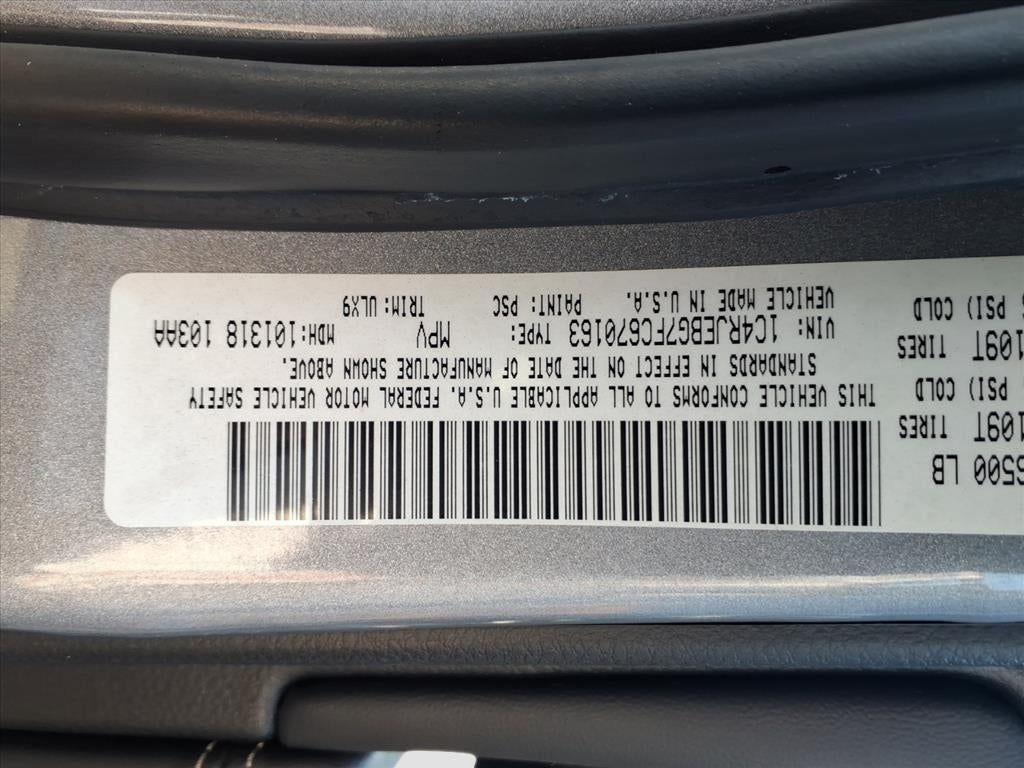 500 LB
109T TIRES
PSI) COLD
109T TIRES
PSI) COLD
THIS VEHICLE CONFORMS TO ALL APPLICABLE U.S.A. FEDERAL MOTOR VEHICLE SAFETY
STANDARDS IN EFFECT ON THE DATE OF MANUFACTURE SHOWN ABOVE.
VIN: 1C4RJEBG7FC670163 TYPE: MPV MDH:101318 103AA
VEHICLE MADE IN U.S.A. PAINT: PSC TRIM: ULX9